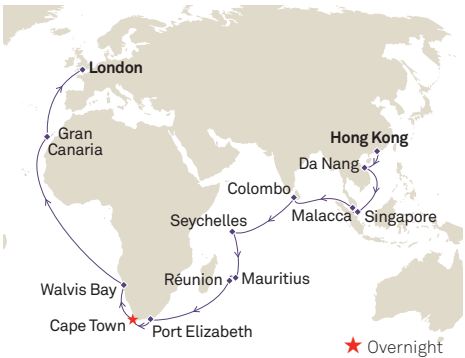 London
Gran
Canaria
Hong Kong
Da Nang
Colombo
Malacca
Singapore
Seychelles
Réunion
Mauritius
Walvis Bay
Cape Town
Port Elizabeth
Overnight